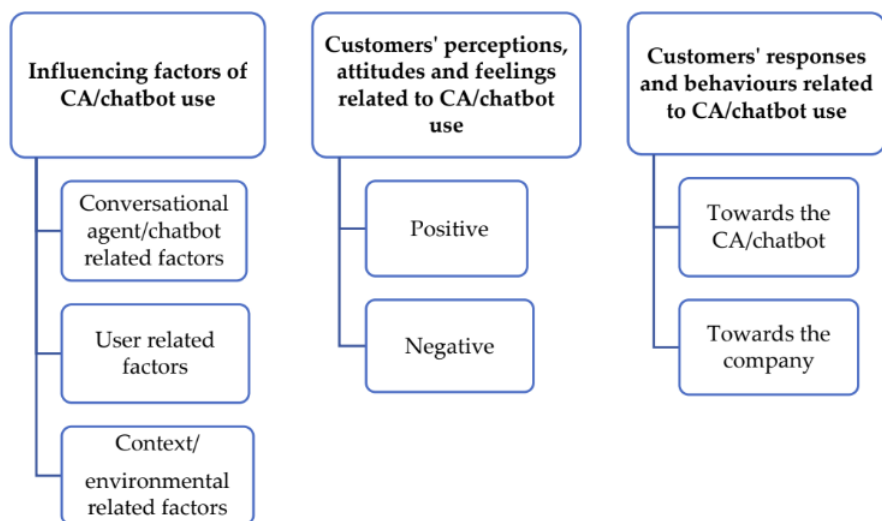 Influencing factors of
CA/chatbot use
Conversational
agent/chatbot
related factors
User related
factors
Context/
environmental
related factors
Customers' perceptions,
attitudes and feelings
related to CA/chatbot
use
Positive
Negative
Customers' responses
and behaviours related
to CA/chatbot use
Towards the
CA/chatbot
Towards the
company